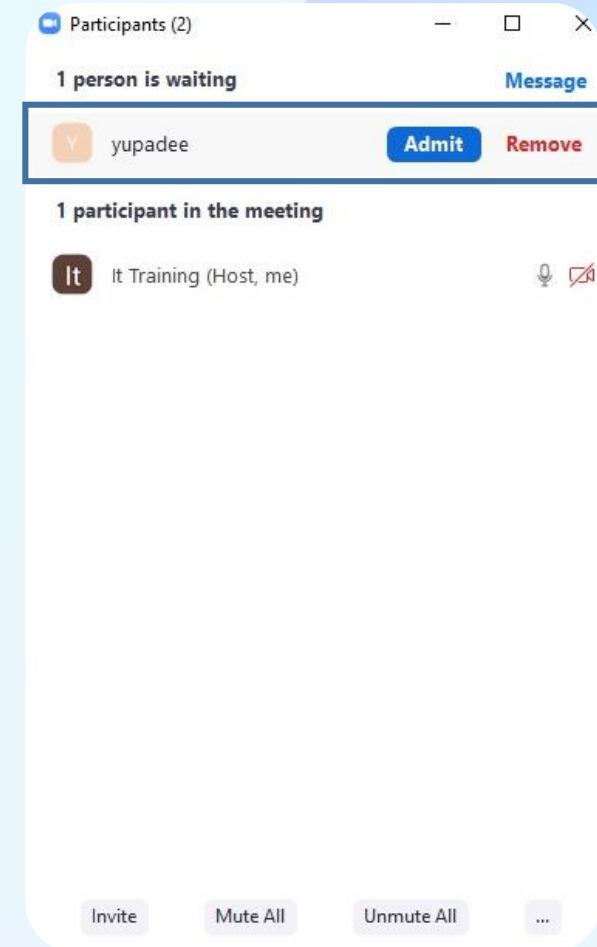 Participants (2)
1 person is waiting Message
Y yupadee Admit Remove
1 participant in the meeting
It It Training (Host, me)
Invite Mute All Unmute All ...